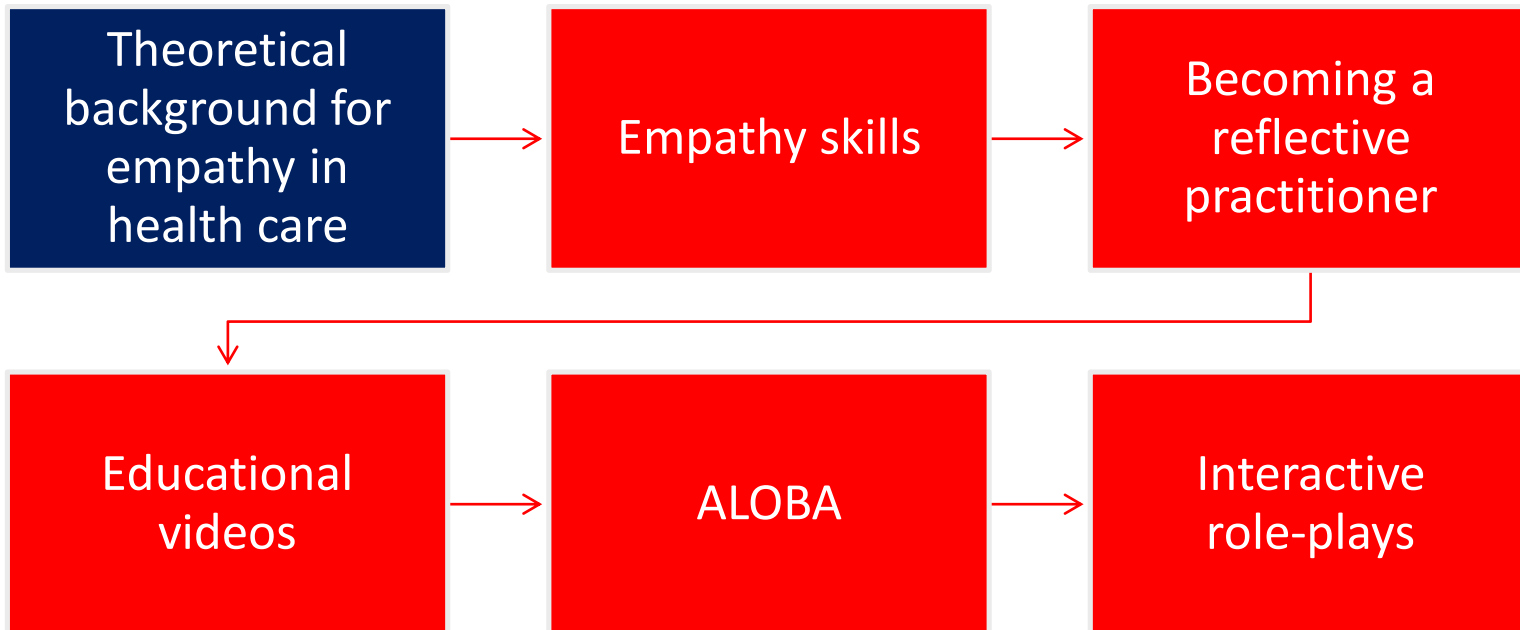 Theoretical
background for
empathy in
health care
Empathy skills
Becoming a
reflective
practitioner
Educational
videos
ALOBA
Interactive
role-plays